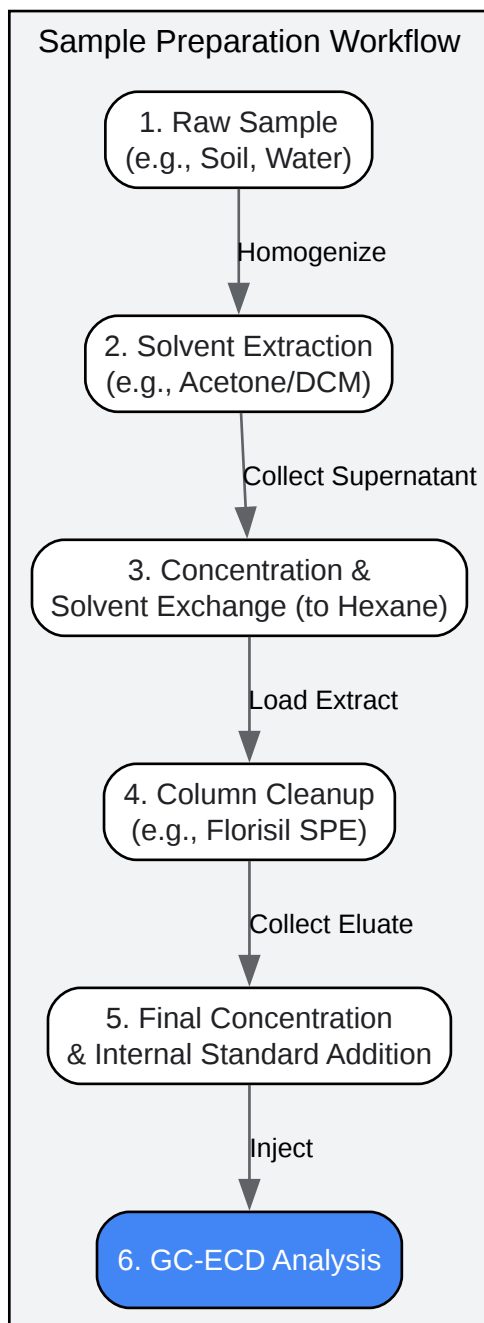 Sample Preparation Workflow
1. Raw Sample
(e.g., Soil, Water)
Homogenize
2. Solvent Extraction
(e.g., Acetone/DCM)
Collect Supernatant
3. Concentration &
Solvent Exchange (to Hexane)
Load Extract
4. Column Cleanup
(e.g., Florisil SPE)
Collect Eluate
5. Final Concentration
& Internal Standard Addition
Inject
6. GC-ECD Analysis